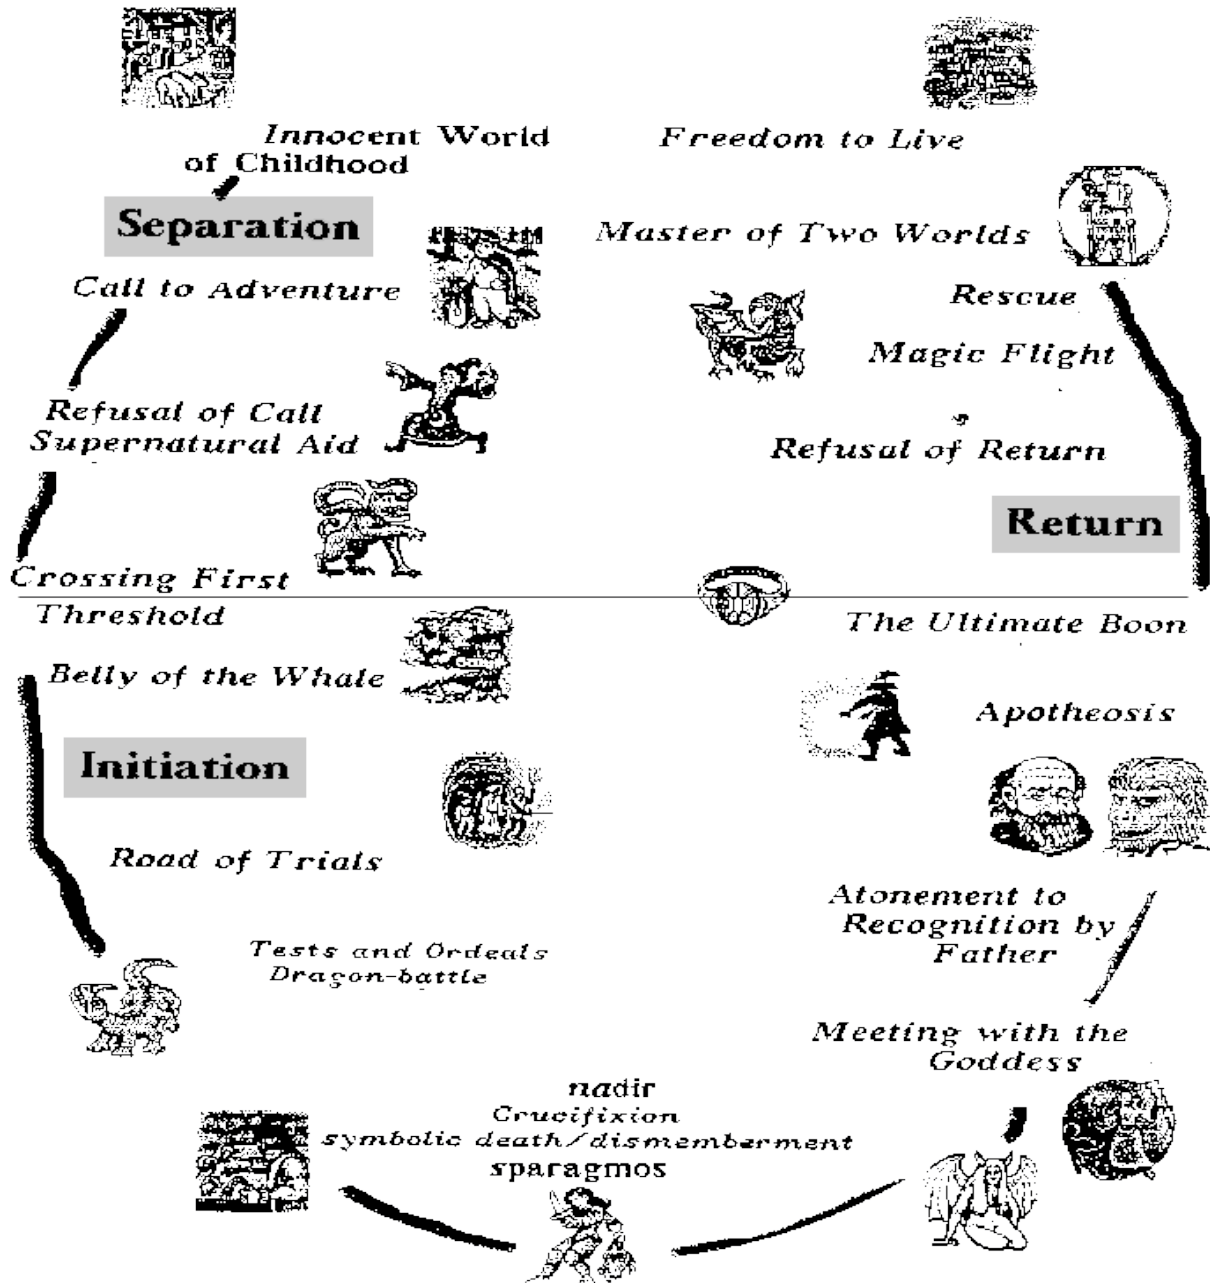 Innocent World
of Childhood
Separation
Call to Adventure
Refusal of Call
Supernatural Aid
Crossing First
Threshold
Belly of the Whale
Initiation
Road of Trials
Tests and Ordeals
Dragon-battle
nadir
Crucifixion
symbolic death/dismemberment
sparagmos
Meeting with the
Goddess
Atonement to
Recognition by
Father
Apotheosis
The Ultimate Boon
Return
Refusal of Return
Magic Flight
Rescue
Master of Two Worlds
Freedom to Live